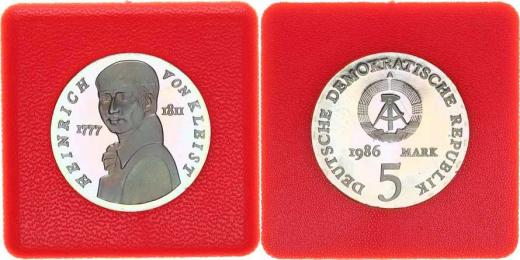 HEINRICH VON KLEIST
1777 1811
DEUTSCHE DEMOKRATISCHE REPUBLIK
A
1986 MARK
5